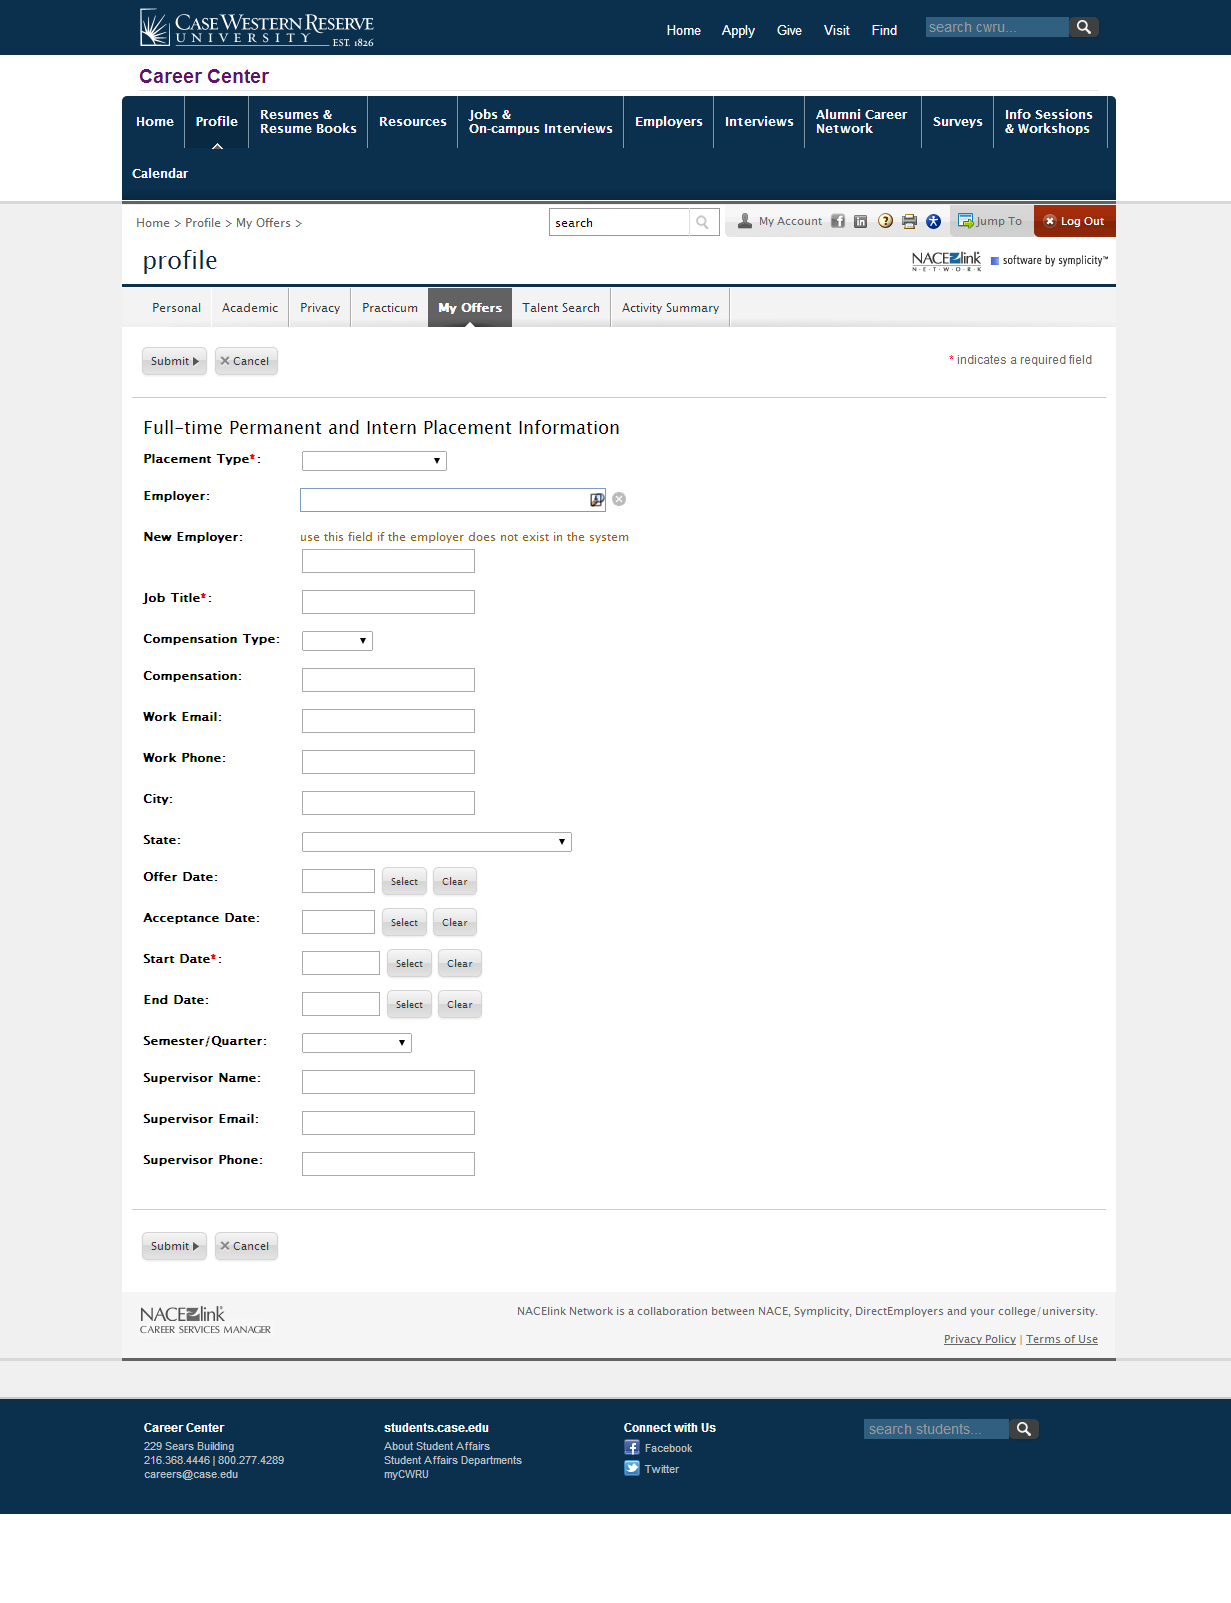 CASE WESTERN RESERVE
UNIVERSITY EST. 1826
Home Apply Give Visit Find search cwru...
Career Center
Home Profile Resumes & Resume Books Resources Jobs & On-campus Interviews Employers Interviews Alumni Career Network Surveys Info Sessions & Workshops
Calendar
Home > Profile > My Offers > search My Account Jump To Log Out
profile
NACElink NETWORK software by symplicity™
Personal Academic Privacy Practicum My Offers Talent Search Activity Summary
Submit Cancel * indicates a required field
Full-time Permanent and Intern Placement Information
Placement Type*:
Employer:
New Employer: use this field if the employer does not exist in the system
Job Title*:
Compensation Type:
Compensation:
Work Email:
Work Phone:
City:
State:
Offer Date: Select Clear
Acceptance Date: Select Clear
Start Date*: Select Clear
End Date: Select Clear
Semester/Quarter:
Supervisor Name:
Supervisor Email:
Supervisor Phone:
Submit Cancel
NACElink
CAREER SERVICES MANAGER
NACElink Network is a collaboration between NACE, Symplicity, DirectEmployers and your college/university.
Privacy Policy | Terms of Use
Career Center
229 Sears Building
216.368.4446 | 800.277.4289
careers@case.edu
students.case.edu
About Student Affairs
Student Affairs Departments
myCWRU
Connect with Us
Facebook
Twitter
search students...